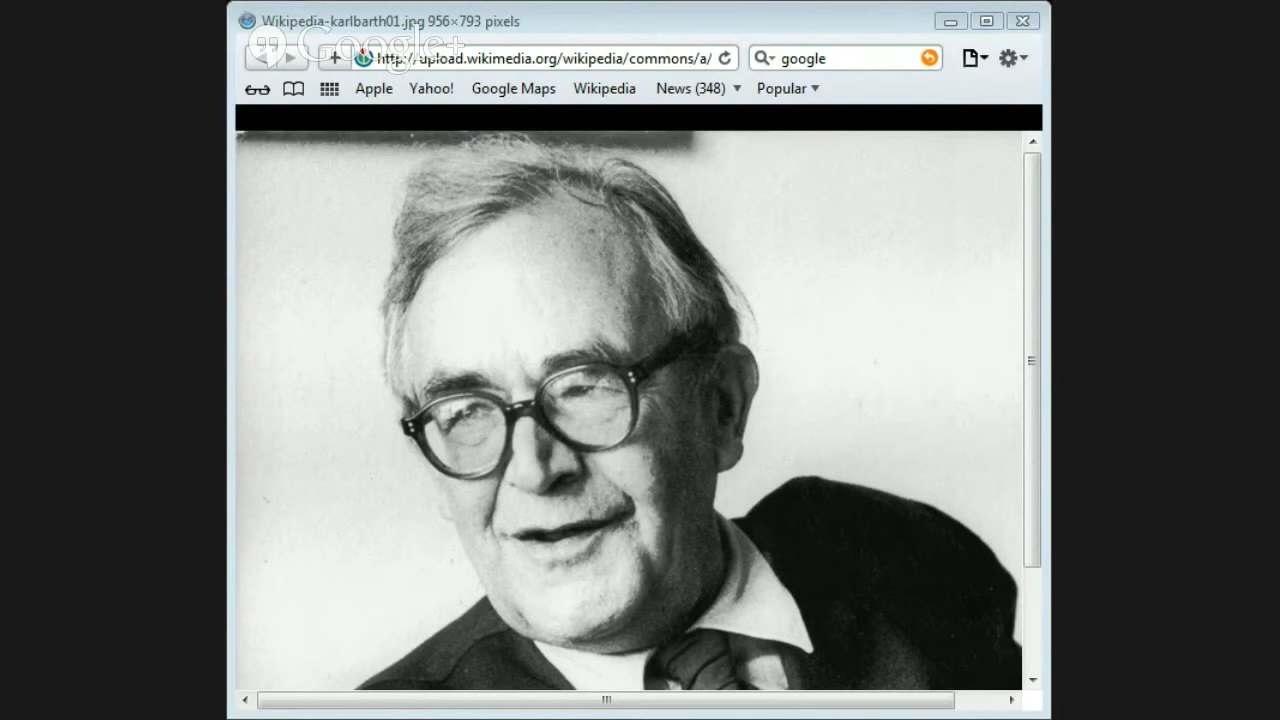 Wikipedia-karlbarth01.jpg 956×793 pixels
Google+
http://upload.wikimedia.org/wikipedia/commons/a/
google
Apple Yahoo! Google Maps Wikipedia News (348) Popular